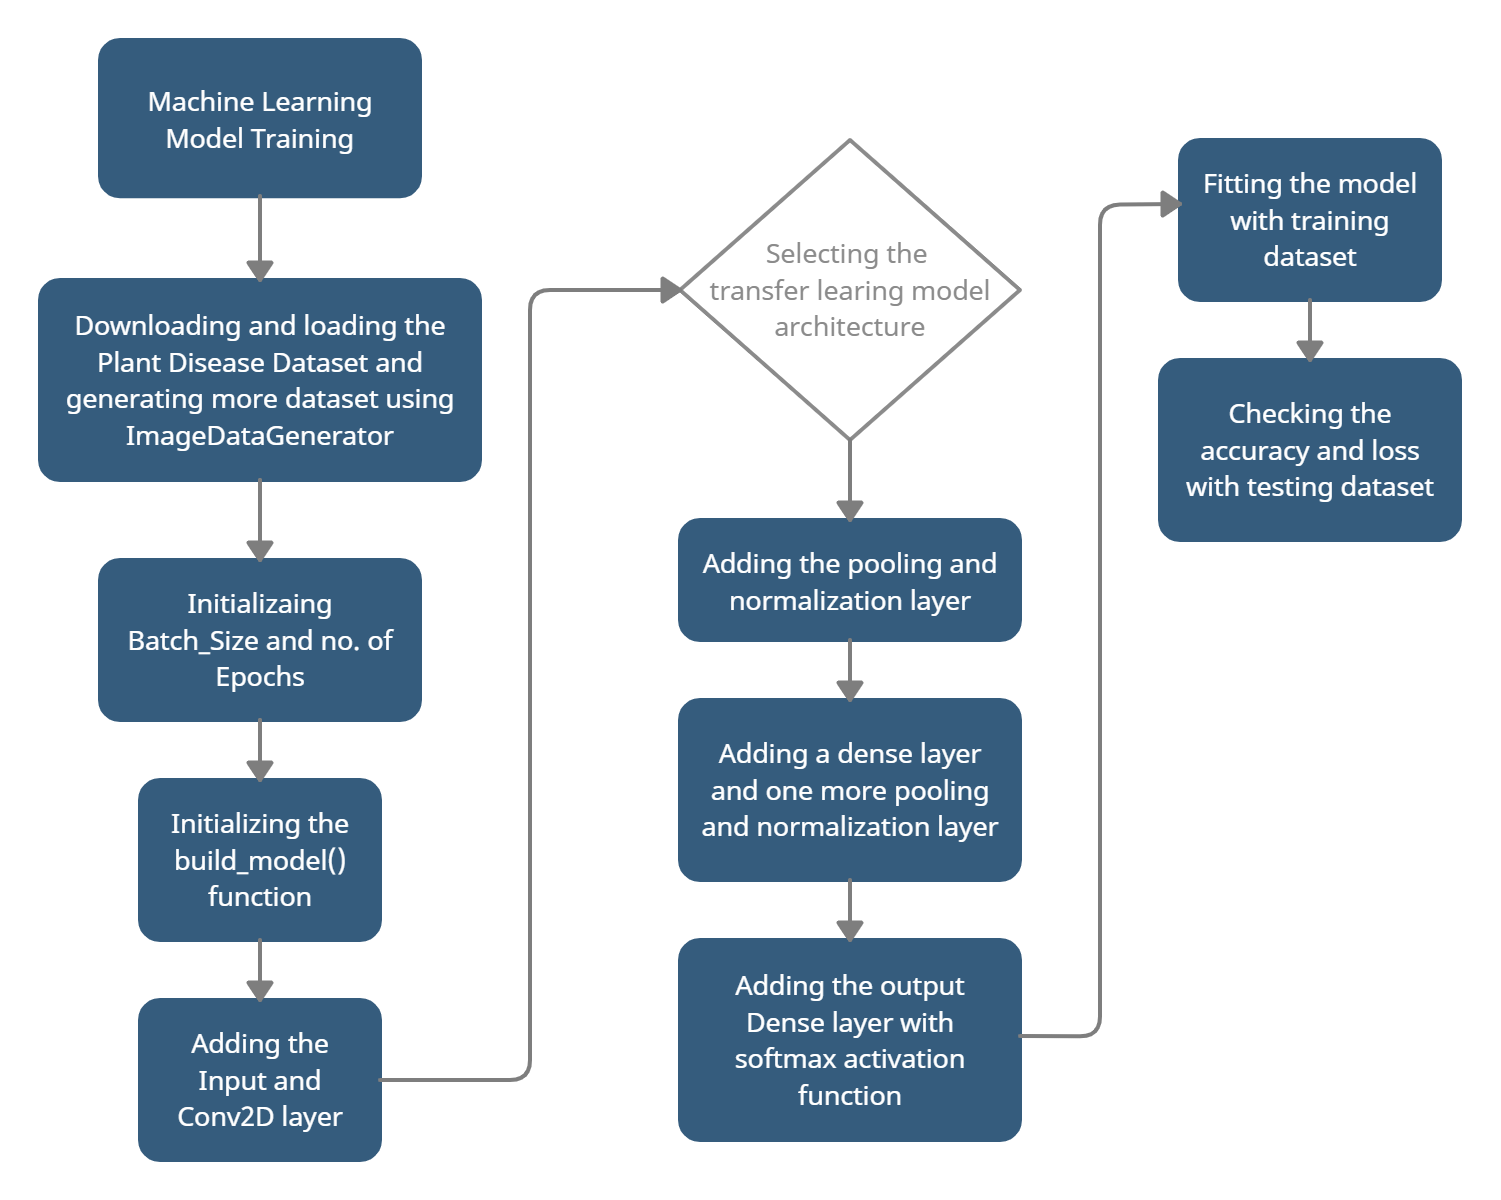 Machine Learning
Model Training
Downloading and loading the
Plant Disease Dataset and
generating more dataset using
ImageDataGenerator
Initializaing
Batch_Size and no. of
Epochs
Initializing the
build_model()
function
Adding the
Input and
Conv2D layer
Selecting the
transfer learing model
architecture
Adding the pooling and
normalization layer
Adding a dense layer
and one more pooling
and normalization layer
Adding the output
Dense layer with
softmax activation
function
Fitting the model
with training
dataset
Checking the
accuracy and loss
with testing dataset